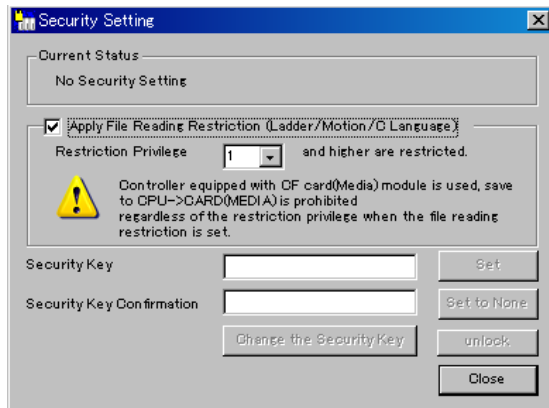 Security Setting
Current Status
No Security Setting
Apply File Reading Restriction (Ladder/Motion/C Language)
Restriction Privilege 1 and higher are restricted.
Controller equipped with CF card(Media) module is used, save
to CPU->CARD(MEDIA) is prohibited
regardless of the restriction privilege when the file reading
restriction is set.
Security Key Set
Security Key Confirmation Set to None
Change the Security Key unlock
Close